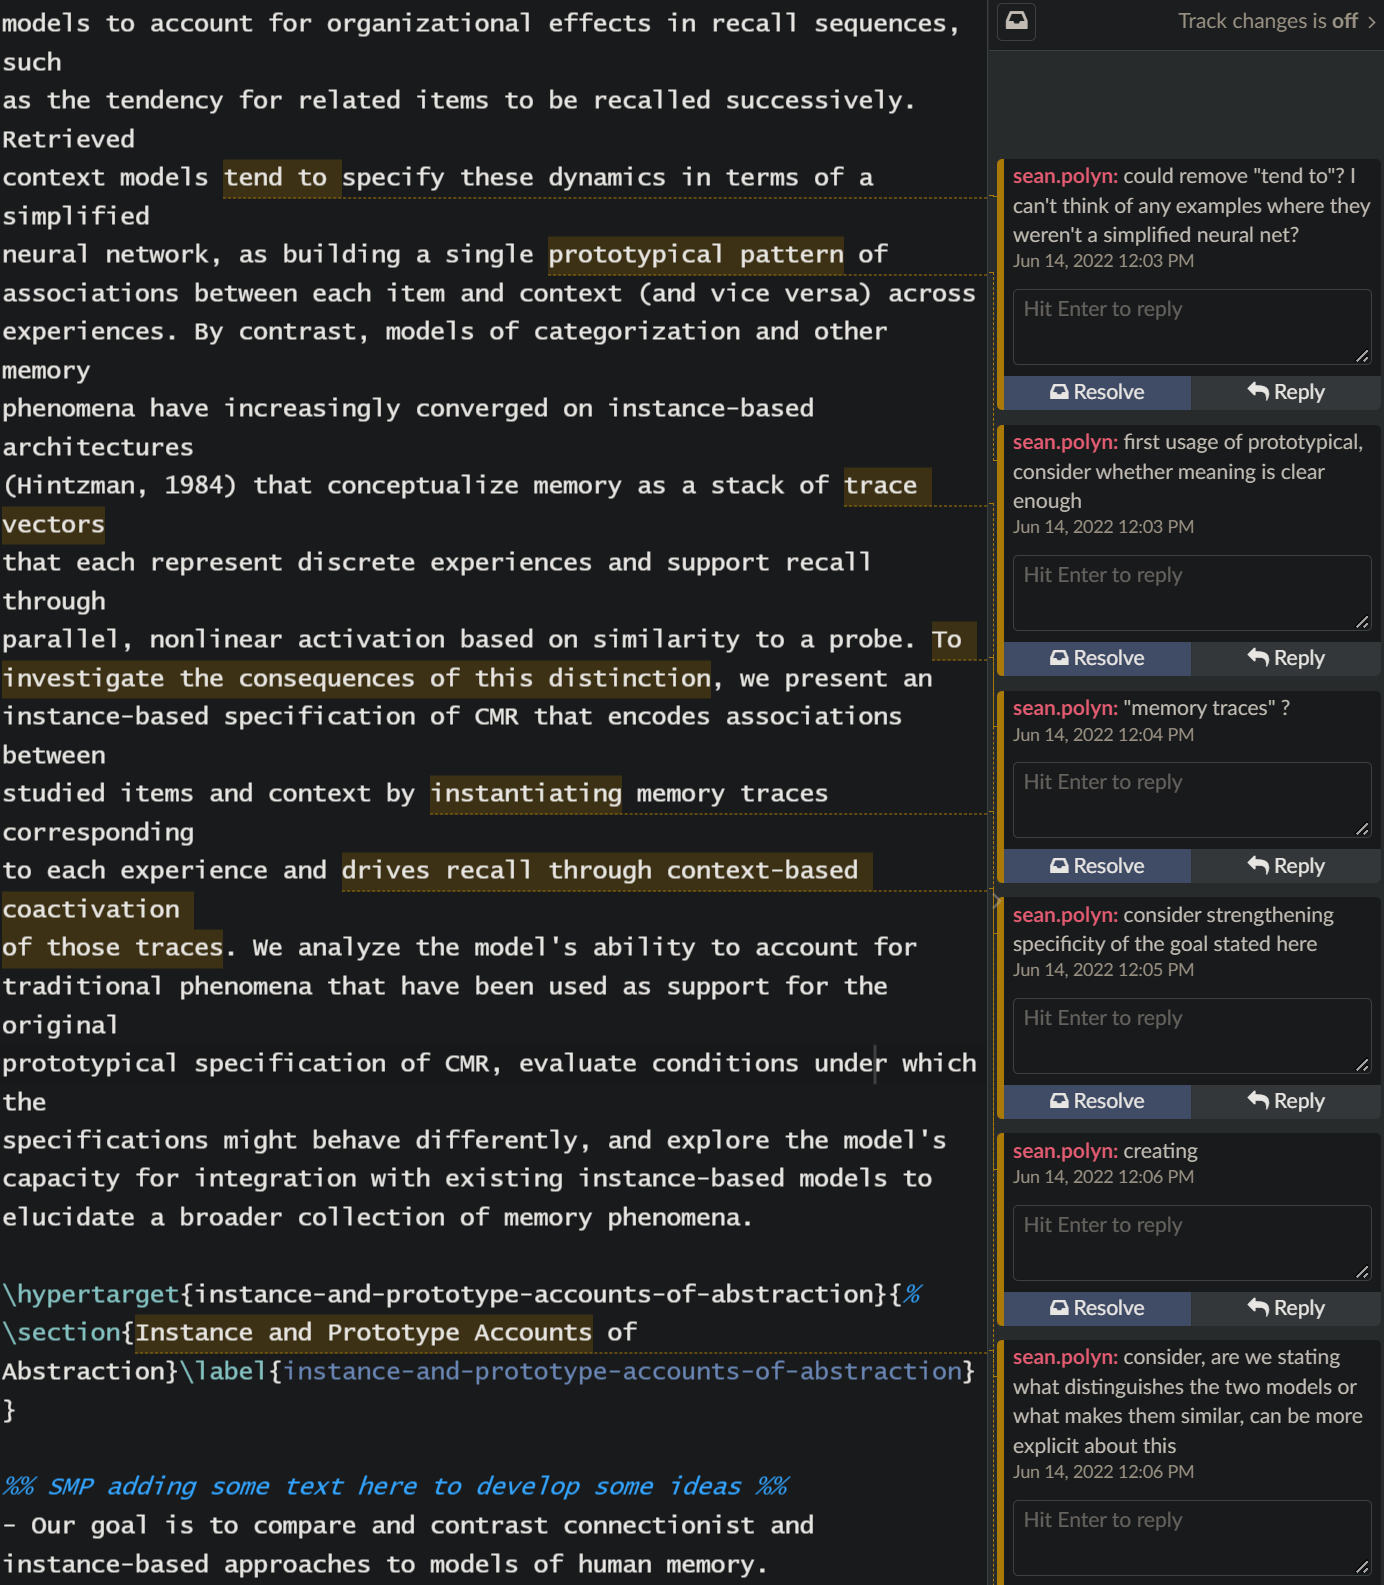 models to account for organizational effects in recall sequences,
such
as the tendency for related items to be recalled successively.
Retrieved
context models tend to specify these dynamics in terms of a
simplified
neural network, as building a single prototypical pattern of
associations between each item and context (and vice versa) across
experiences. By contrast, models of categorization and other
memory
phenomena have increasingly converged on instance-based
architectures
(Hintzman, 1984) that conceptualize memory as a stack of trace
vectors
that each represent discrete experiences and support recall
through
parallel, nonlinear activation based on similarity to a probe. To
investigate the consequences of this distinction, we present an
instance-based specification of CMR that encodes associations
between
studied items and context by instantiating memory traces
corresponding
to each experience and drives recall through context-based
coactivation
of those traces. We analyze the model's ability to account for
traditional phenomena that have been used as support for the
original
prototypical specification of CMR, evaluate conditions under which
the
specifications might behave differently, and explore the model's
capacity for integration with existing instance-based models to
elucidate a broader collection of memory phenomena.
\hypertarget{instance-and-prototype-accounts-of-abstraction}{%
\section{Instance and Prototype Accounts of
Abstraction}\label{instance-and-prototype-accounts-of-abstraction}
}
%% SMP adding some text here to develop some ideas %%
- Our goal is to compare and contrast connectionist and
instance-based approaches to models of human memory.
Track changes is off >
sean.polyn: could remove "tend to"? I
can't think of any examples where they
weren't a simplified neural net?
Jun 14, 2022 12:03 PM
Hit Enter to reply
Resolve Reply
sean.polyn: first usage of prototypical,
consider whether meaning is clear
enough
Jun 14, 2022 12:03 PM
Hit Enter to reply
Resolve Reply
sean.polyn: "memory traces" ?
Jun 14, 2022 12:04 PM
Hit Enter to reply
Resolve Reply
sean.polyn: consider strengthening
specificity of the goal stated here
Jun 14, 2022 12:05 PM
Hit Enter to reply
Resolve Reply
sean.polyn: creating
Jun 14, 2022 12:06 PM
Hit Enter to reply
Resolve Reply
sean.polyn: consider, are we stating
what distinguishes the two models or
what makes them similar, can be more
explicit about this
Jun 14, 2022 12:06 PM
Hit Enter to reply